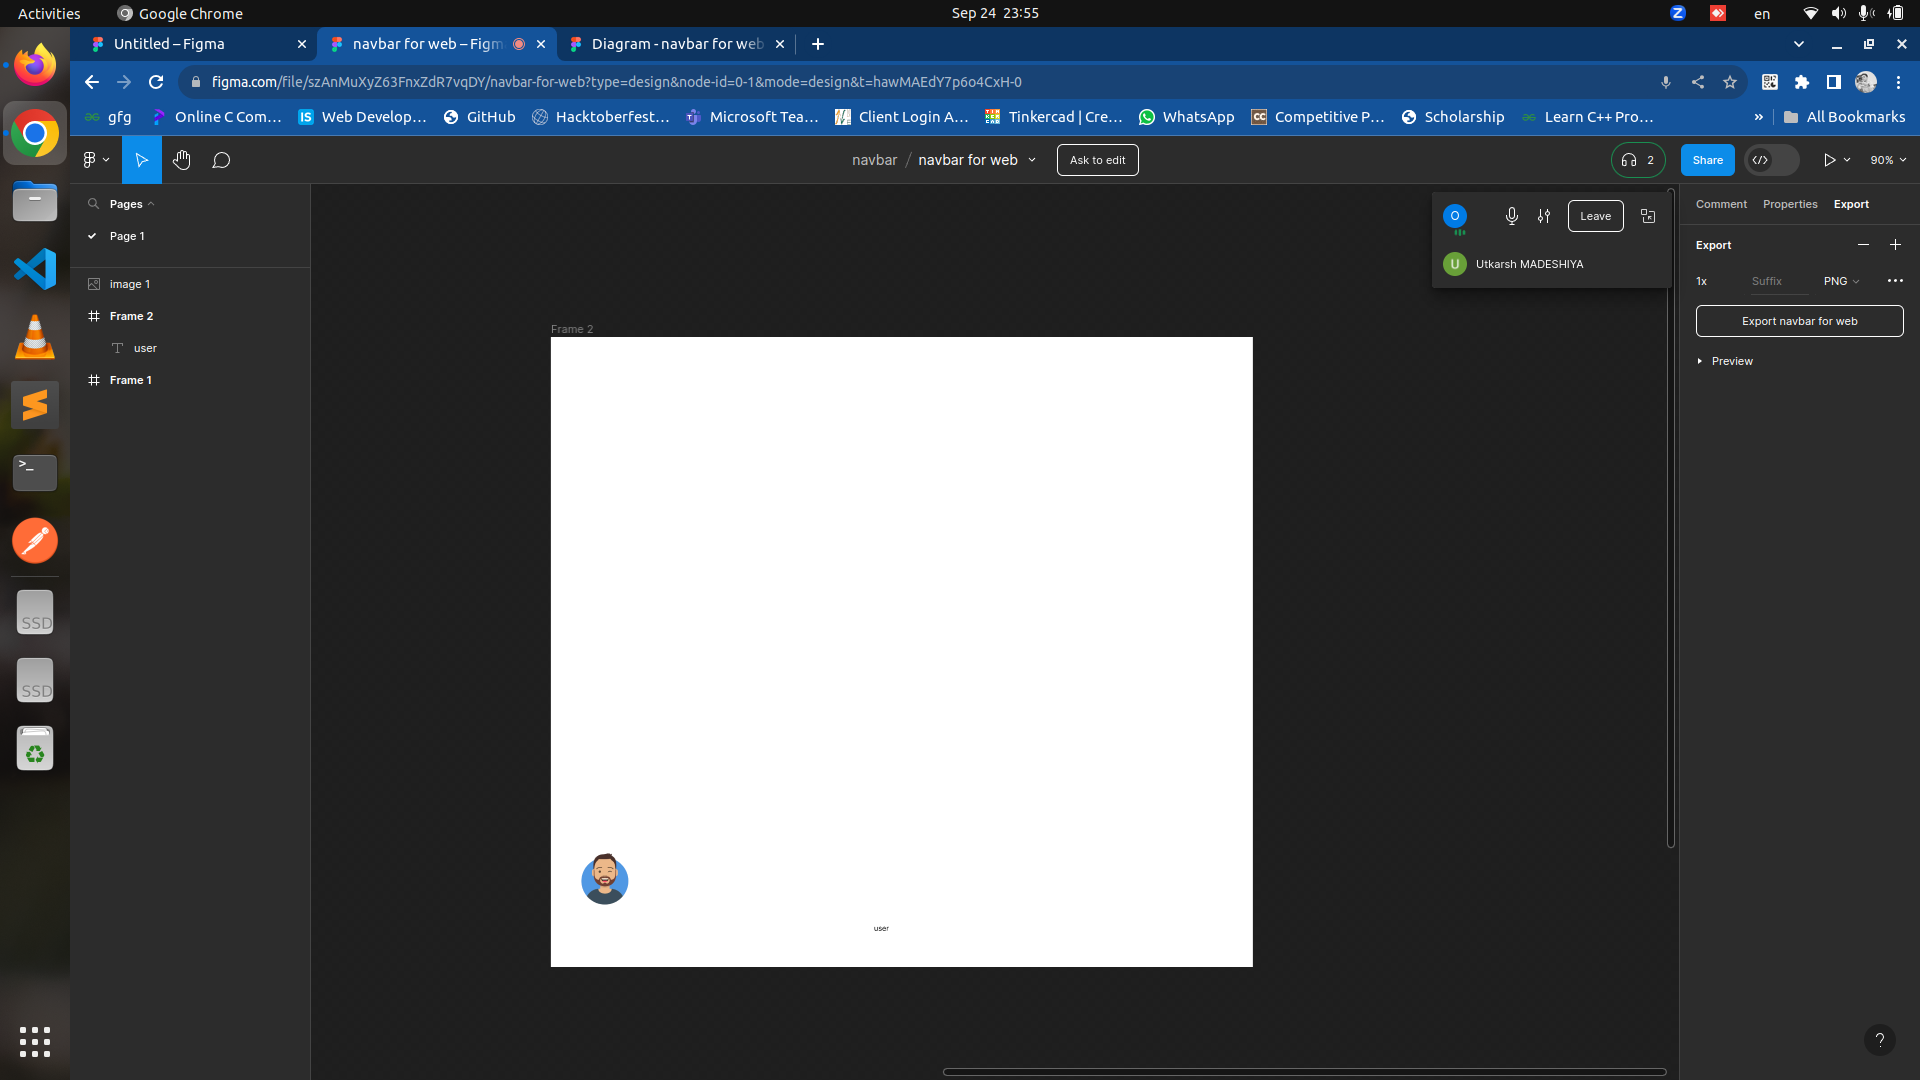 Activities
Google Chrome
Sep 24 23:55
Z
en
Untitled – Figma
navbar for web – Figm
Diagram - navbar for web
figma.com/file/szAnMuXyZ63FnxZdR7vqDY/navbar-for-web?type=design&node-id=0-1&mode=design&t=hawMAEdY7p6o4CxH-0
gfg
Online C Com...
IS
Web Develop...
GitHub
Hacktoberfest...
Microsoft Tea...
Client Login A...
Tinkercad | Cre...
WhatsApp
CC
Competitive P...
Scholarship
Learn C++ Pro...
»
All Bookmarks
navbar / navbar for web
Ask to edit
2
Share
90%
Pages
Page 1
image 1
Frame 2
user
Frame 1
Frame 2
user
O
Leave
U
Utkarsh MADESHIYA
Comment
Properties
Export
Export
1x
Suffix
PNG
Export navbar for web
Preview
SSD
SSD
?